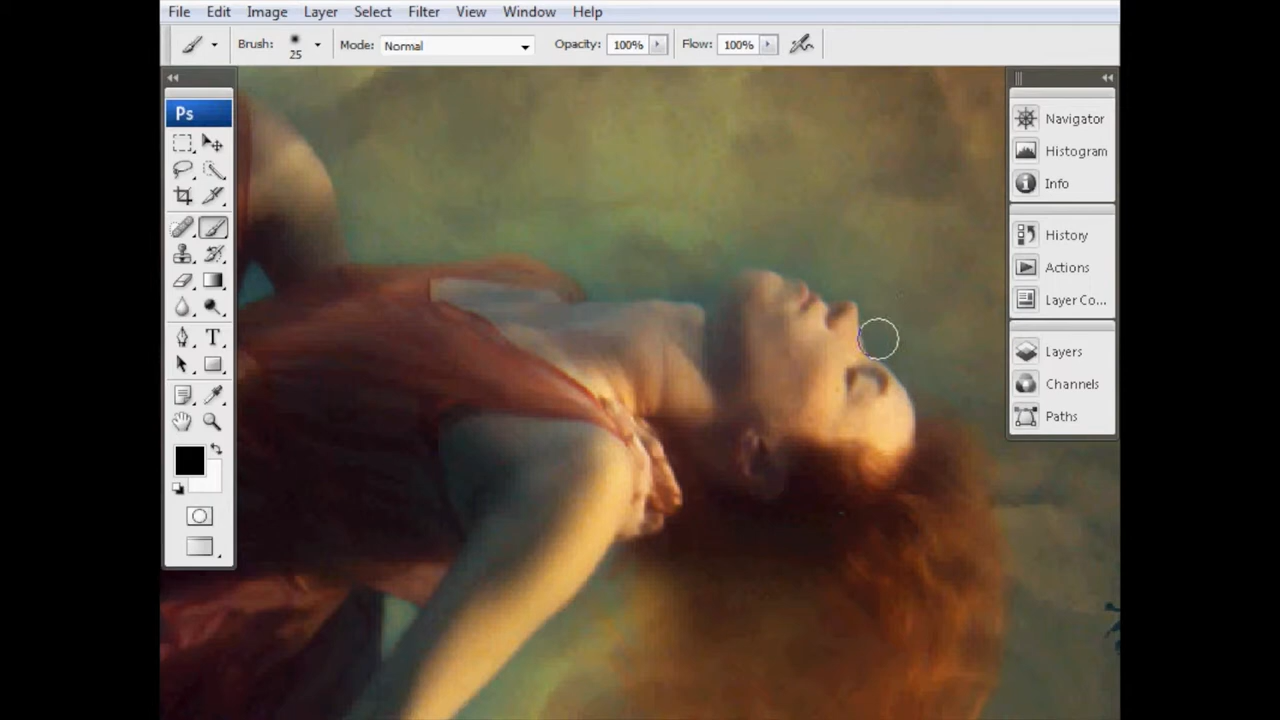 File Edit Image Layer Select Filter View Window Help
Brush: 25 Mode: Normal Opacity: 100% Flow: 100%
Ps
T
Navigator
Histogram
Info
History
Actions
Layer Co...
Layers
Channels
Paths